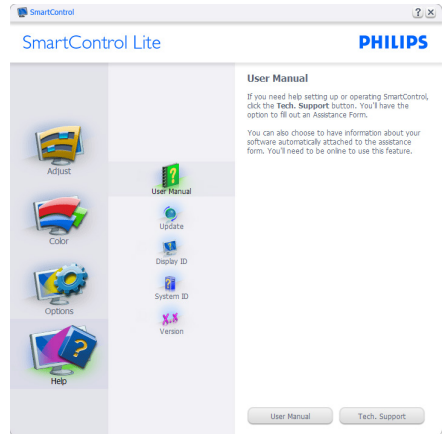 SmartControl
SmartControl Lite
PHILIPS
Adjust
Color
Options
Help
User Manual
Update
Display ID
System ID
X.X
Version
User Manual
If you need help setting up or operating SmartControl,
click the Tech. Support button. You'll have the
option to fill out an Assistance Form.
You can also choose to have information about your
software automatically attached to the assistance
form. You'll need to be online to use this feature.
User Manual
Tech. Support